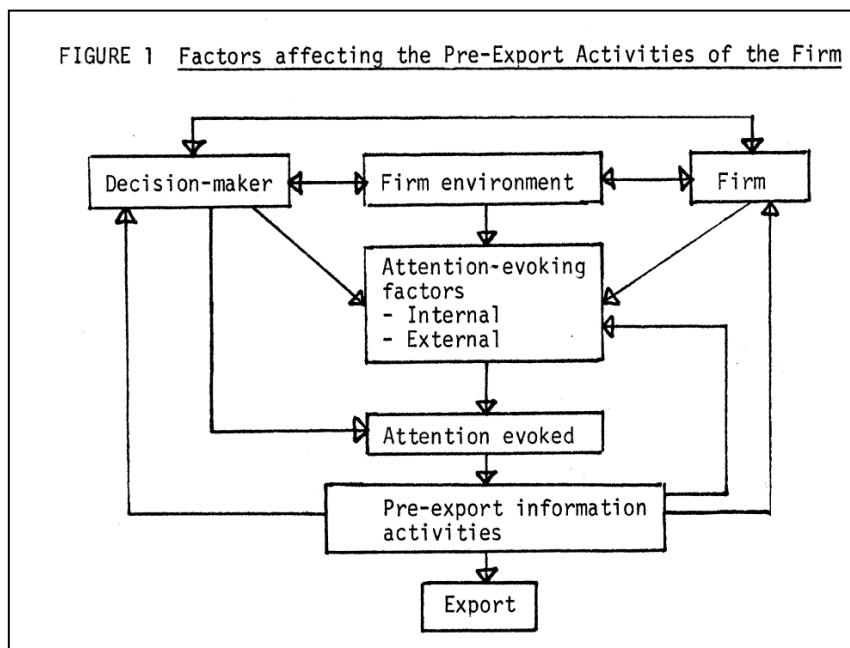 FIGURE 1 Factors affecting the Pre-Export Activities of the Firm
Decision-maker
Firm environment
Firm
Attention-evoking
factors
- Internal
- External
Attention evoked
Pre-export information
activities
Export